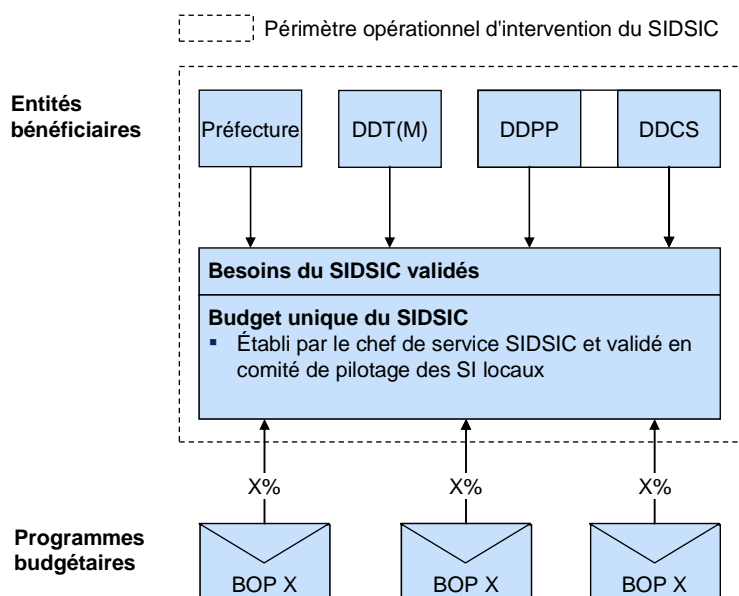 Périmètre opérationnel d'intervention du SIDSIC
Entités
bénéficiaires
Préfecture
DDT(M)
DDPP
DDCS
Besoins du SIDSIC validés
Budget unique du SIDSIC
▪ Établi par le chef de service SIDSIC et validé en
comité de pilotage des SI locaux
X%
X%
X%
Programmes
budgétaires
BOP X
BOP X
BOP X